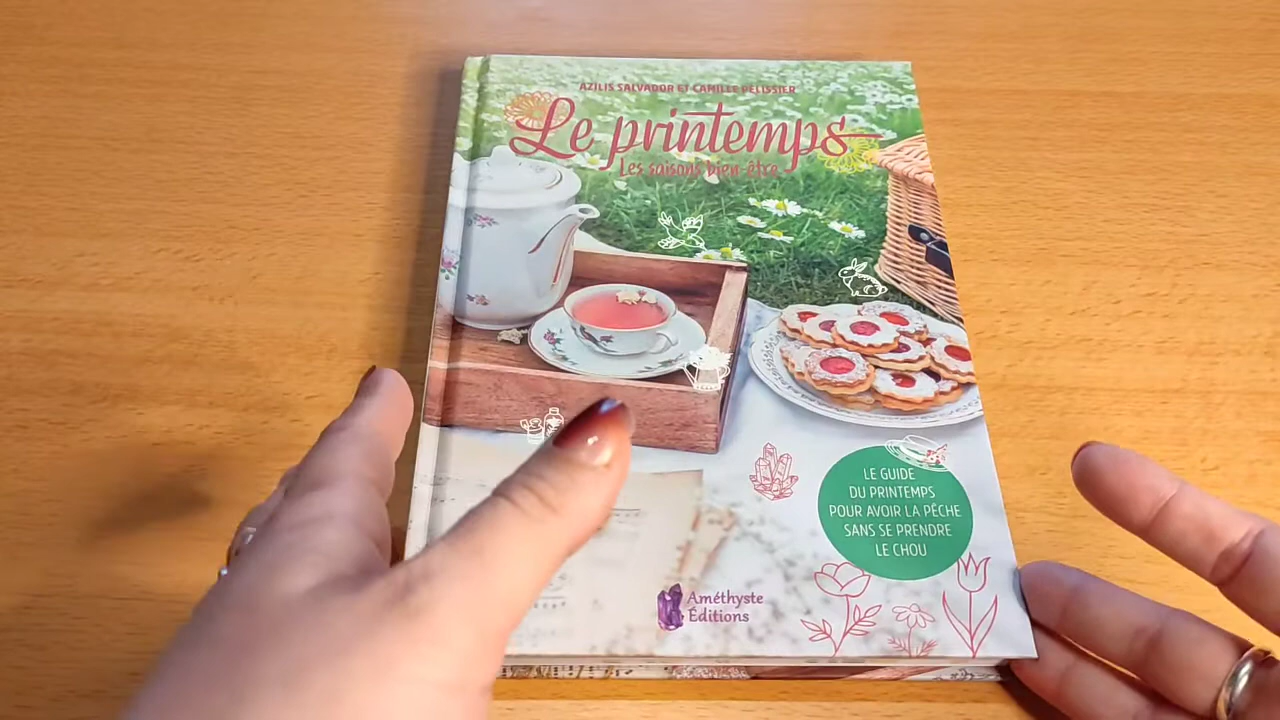 AZILIS SALVADOR ET CAMILLE PELISSIER
Le printemps
Les saisons bien-être
LE GUIDE
DU PRINTEMPS
POUR AVOIR LA PÊCHE
SANS SE PRENDRE
LE CHOU
Améthyste
Éditions